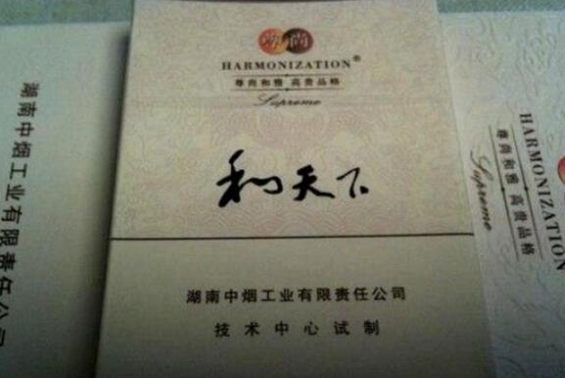 湖南中烟工业有限责任公司
HARMONIZATION®
尊尚和雅 高贵品格
Supreme
和天下
湖南中烟工业有限责任公司
技术中心试制
HARMONIZATION
尊尚和雅 高贵品格
Supreme